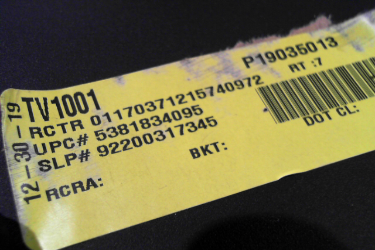 P19035013
TV1001
RT :7
RCTR 01170371215740972
UPC# 5381834095
SLP# 92200317345
DOT CL:
BKT:
RCRA:
12-30-19